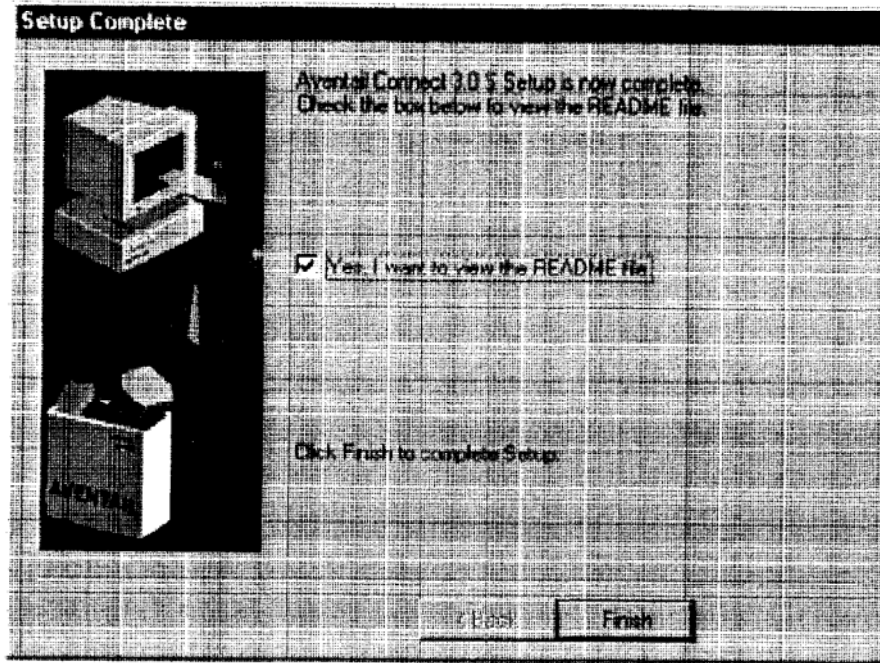 Setup Complete
Aventail Connect 3.0 S Setup is now complete.
Check the box below to view the README file.
Yes, I want to view the README file
Click Finish to complete Setup.
AVENTAIL
< Back
Finish